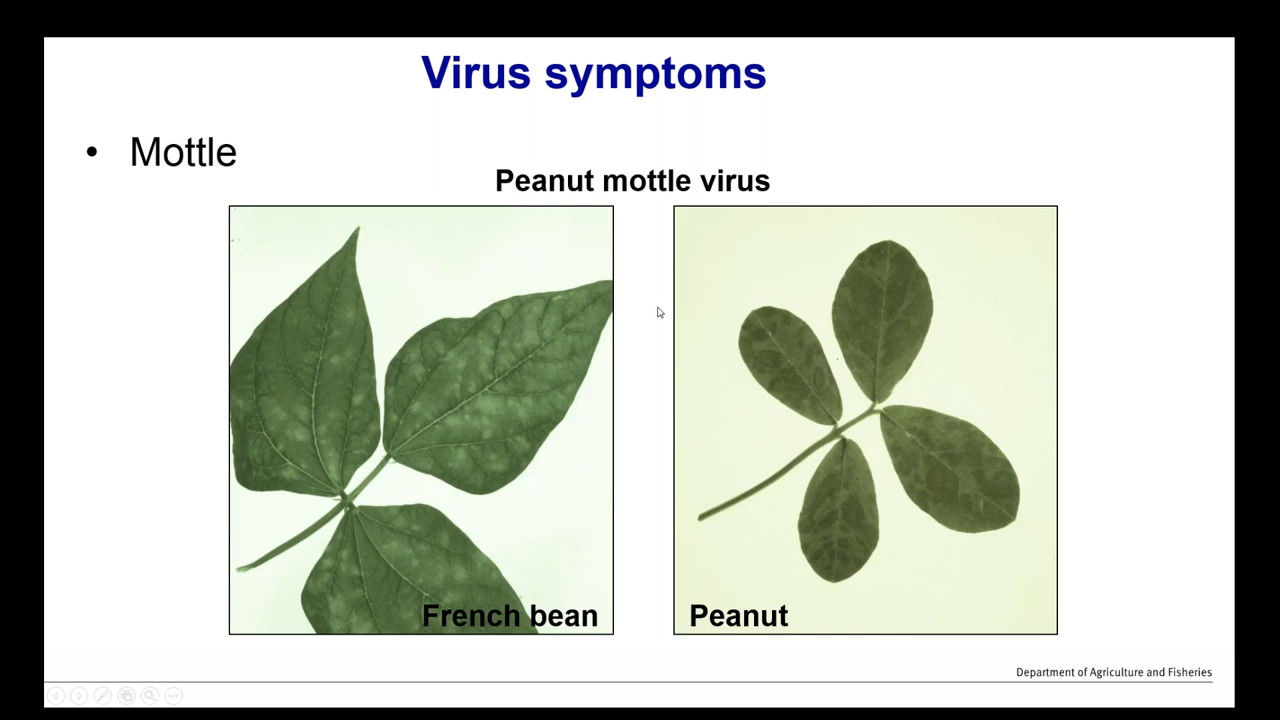 Virus symptoms
• Mottle
Peanut mottle virus
French bean
Peanut
Department of Agriculture and Fisheries